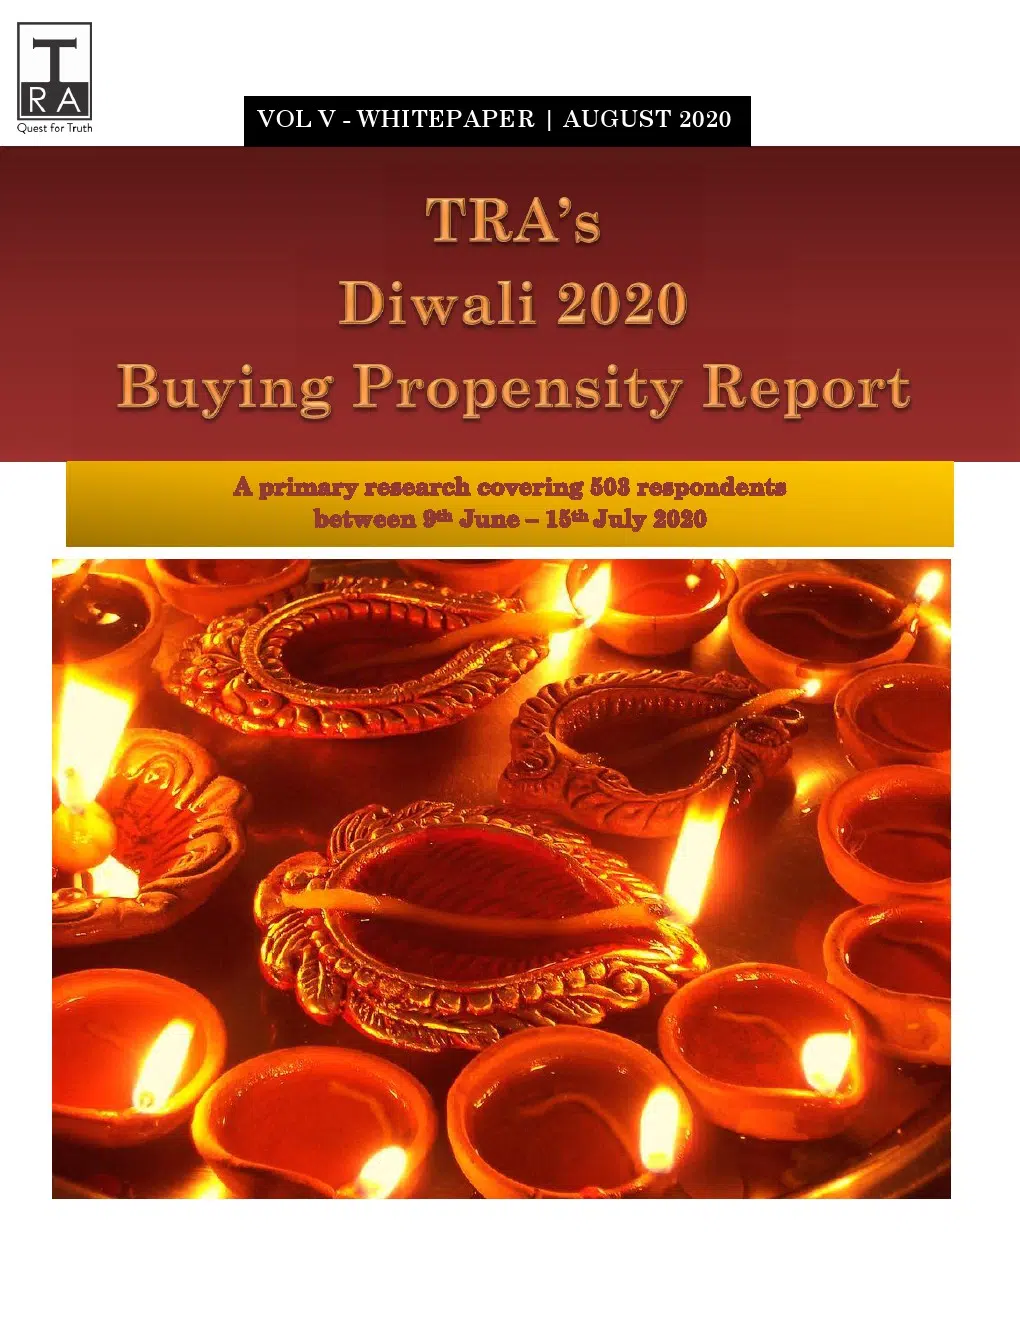 T
RA
Quest for Truth
VOL V - WHITEPAPER | AUGUST 2020
TRA's
Diwali 2020
Buying Propensity Report
A primary research covering 503 respondents
between 9th June – 15th July 2020